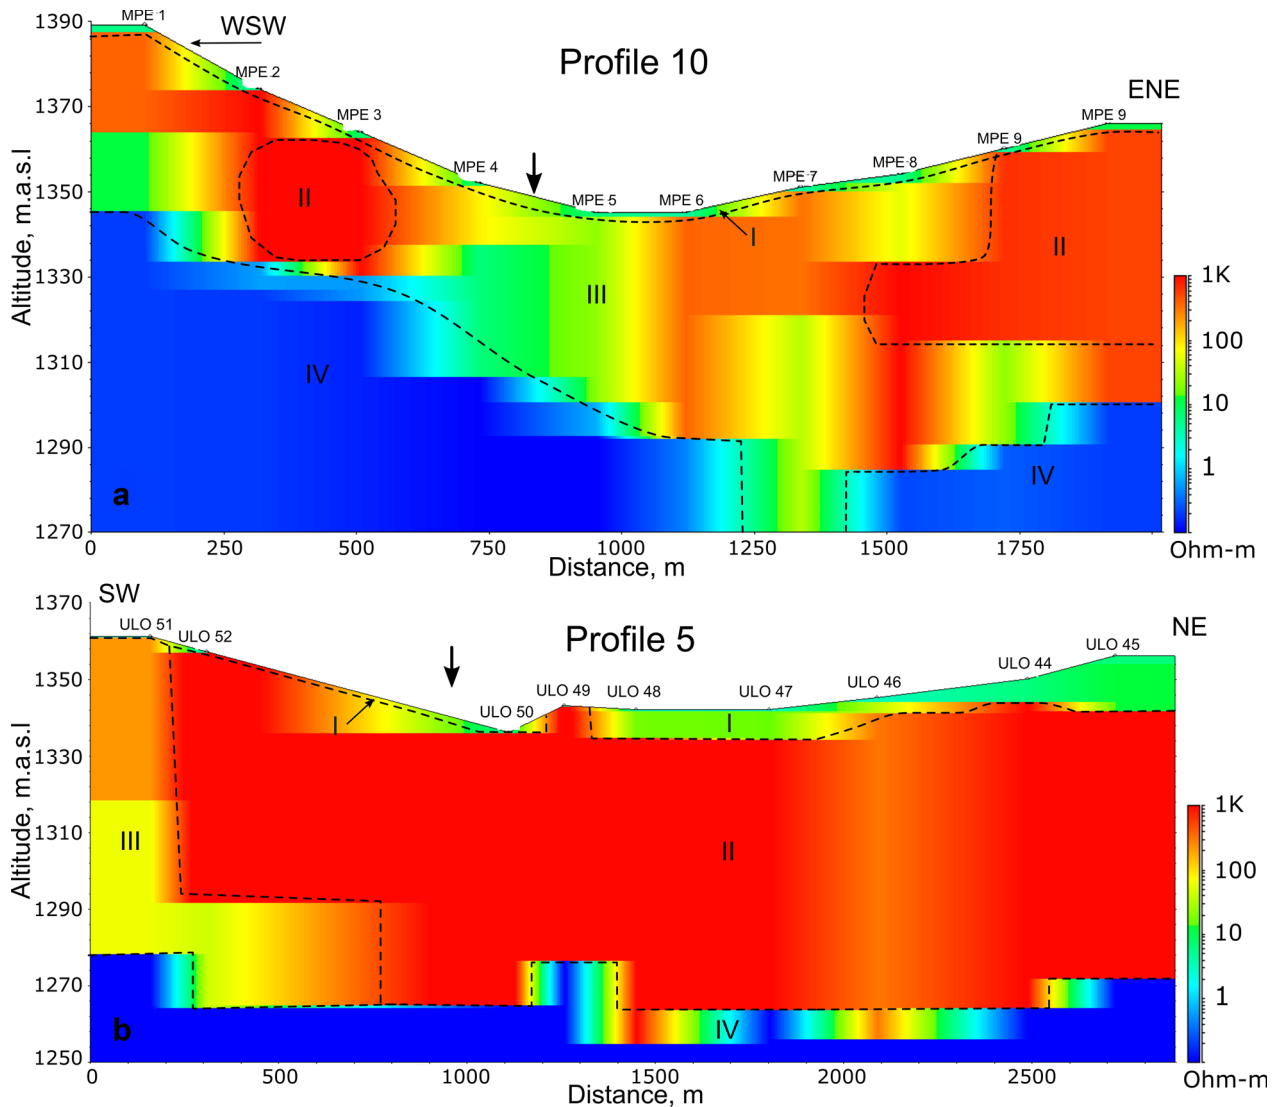 Profile 10
WSW
ENE
MPE 1
MPE 2
MPE 3
MPE 4
MPE 5
MPE 6
MPE 7
MPE 8
MPE 9
MPE 9
Altitude, m.a.s.l
1390
1370
1350
1330
1310
1290
1270
II
III
I
II
IV
IV
a
0
250
500
750
1000
1250
1500
1750
Distance, m
1K
100
10
1
Ohm-m
SW
Profile 5
NE
ULO 51
ULO 52
ULO 50
ULO 49
ULO 48
ULO 47
ULO 46
ULO 44
ULO 45
Altitude, m.a.s.l
1370
1350
1330
1310
1290
1270
1250
I
I
III
II
IV
b
0
500
1000
1500
2000
2500
Distance, m
1K
100
10
1
Ohm-m